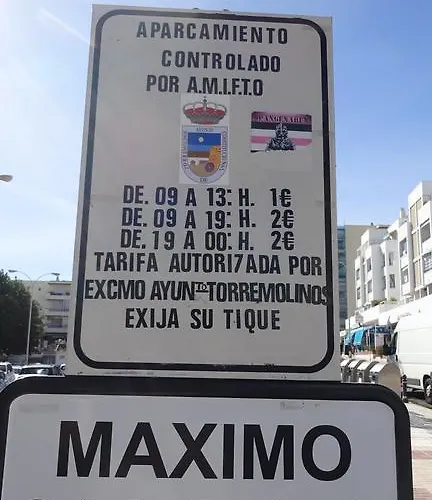 APARCAMIENTO
CONTROLADO
POR A.M.I.F.T.O
DE. 09 A 13: H. 1€
DE. 09 A 19: H. 2€
DE. 19 A 00: H. 2€
TARIFA AUTORI7ADA POR
EXCMO AYUNTO TORREMOLINOS
EXIJA SU TIQUE
MAXIMO